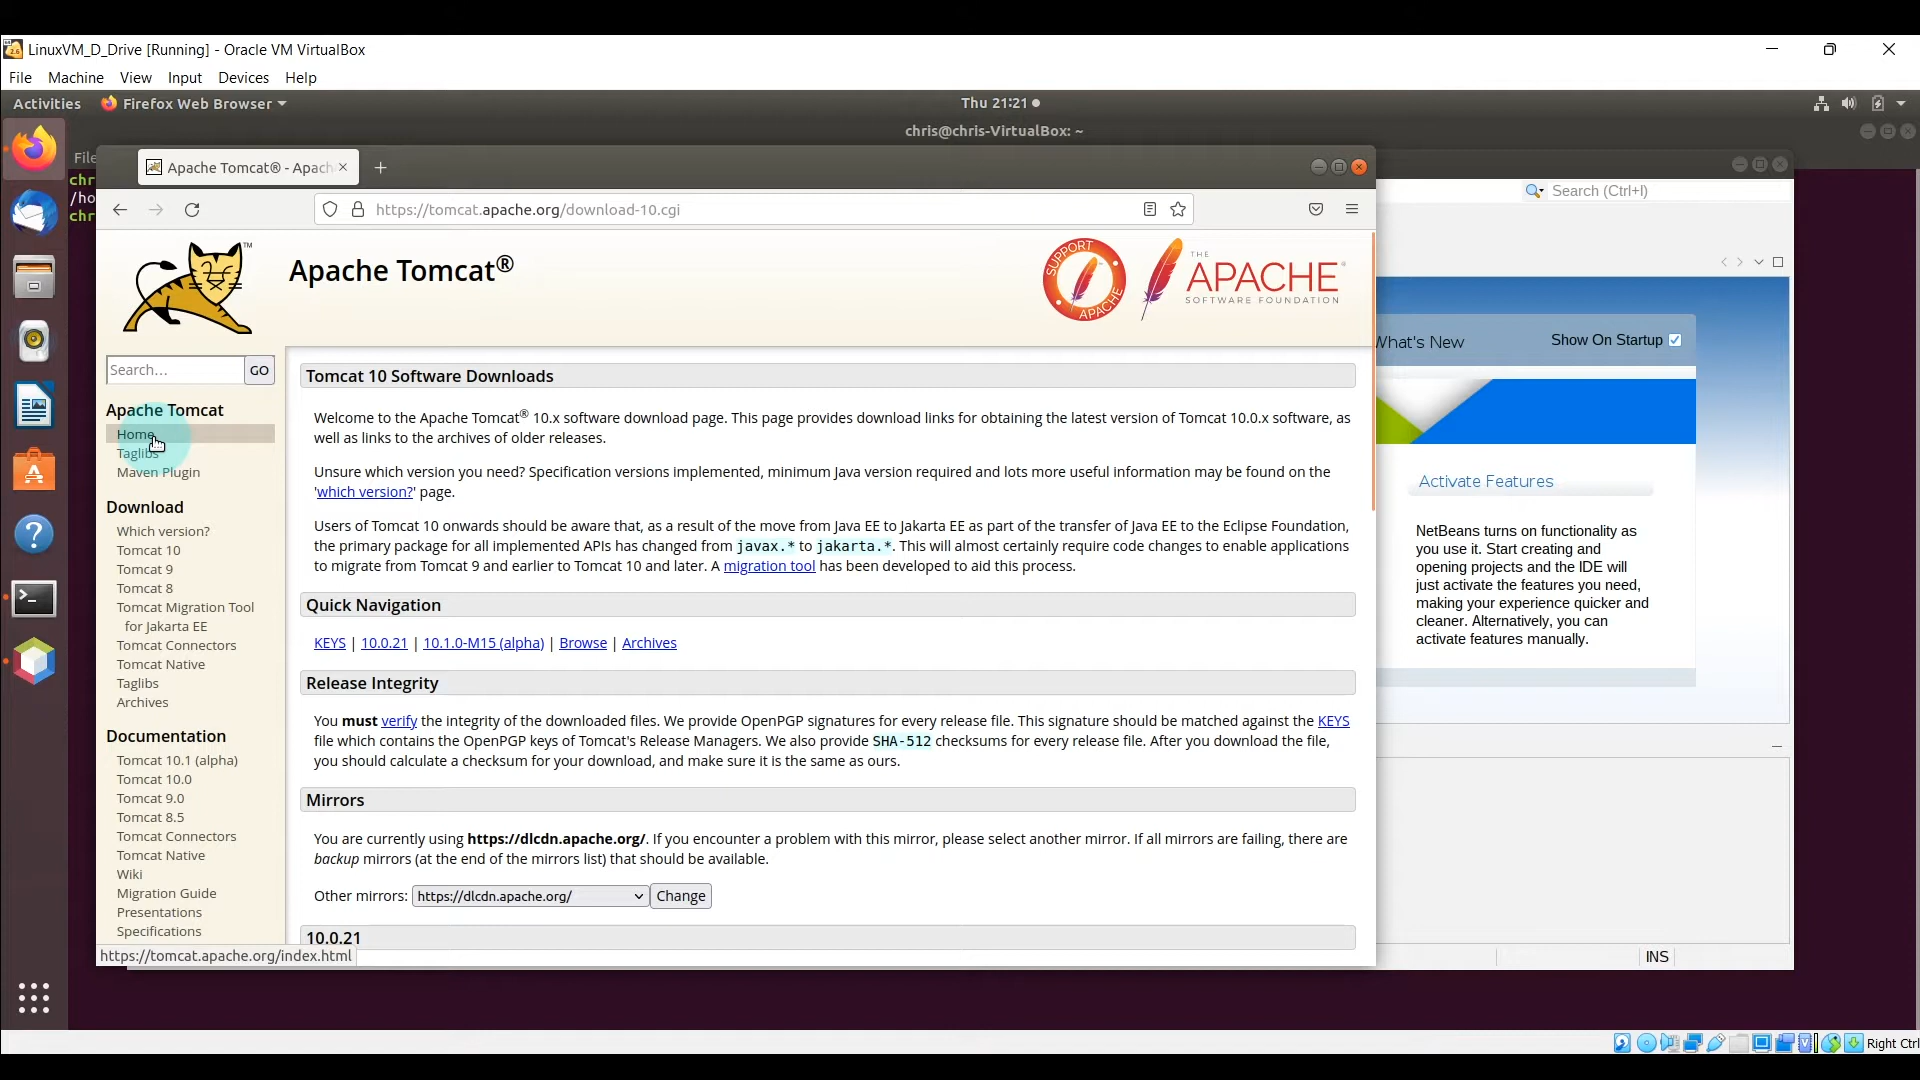 LinuxVM_D_Drive [Running] - Oracle VM VirtualBox
File Machine View Input Devices Help
Activities Firefox Web Browser Thu 21:21
chris@chris-VirtualBox: ~
File
chr
/ho
chr
Apache Tomcat® - Apach
https://tomcat.apache.org/download-10.cgi
Search (Ctrl+I)
Apache Tomcat®
SUPPORT APACHE
THE APACHE®
SOFTWARE FOUNDATION
TM
Search... GO
Apache Tomcat
Home
Taglibs
Maven Plugin
Download
Which version?
Tomcat 10
Tomcat 9
Tomcat 8
Tomcat Migration Tool
for Jakarta EE
Tomcat Connectors
Tomcat Native
Taglibs
Archives
Documentation
Tomcat 10.1 (alpha)
Tomcat 10.0
Tomcat 9.0
Tomcat 8.5
Tomcat Connectors
Tomcat Native
Wiki
Migration Guide
Presentations
Specifications
https://tomcat.apache.org/index.html
Tomcat 10 Software Downloads
Welcome to the Apache Tomcat® 10.x software download page. This page provides download links for obtaining the latest version of Tomcat 10.0.x software, as
well as links to the archives of older releases.
Unsure which version you need? Specification versions implemented, minimum Java version required and lots more useful information may be found on the
'which version?' page.
Users of Tomcat 10 onwards should be aware that, as a result of the move from Java EE to Jakarta EE as part of the transfer of Java EE to the Eclipse Foundation,
the primary package for all implemented APIs has changed from javax.* to jakarta.*. This will almost certainly require code changes to enable applications
to migrate from Tomcat 9 and earlier to Tomcat 10 and later. A migration tool has been developed to aid this process.
Quick Navigation
KEYS | 10.0.21 | 10.1.0-M15 (alpha) | Browse | Archives
Release Integrity
You must verify the integrity of the downloaded files. We provide OpenPGP signatures for every release file. This signature should be matched against the KEYS
file which contains the OpenPGP keys of Tomcat's Release Managers. We also provide SHA-512 checksums for every release file. After you download the file,
you should calculate a checksum for your download, and make sure it is the same as ours.
Mirrors
You are currently using https://dlcdn.apache.org/. If you encounter a problem with this mirror, please select another mirror. If all mirrors are failing, there are
backup mirrors (at the end of the mirrors list) that should be available.
Other mirrors: https://dlcdn.apache.org/ Change
10.0.21
What's New Show On Startup
Activate Features
NetBeans turns on functionality as
you use it. Start creating and
opening projects and the IDE will
just activate the features you need,
making your experience quicker and
cleaner. Alternatively, you can
activate features manually.
INS
Right Ctrl